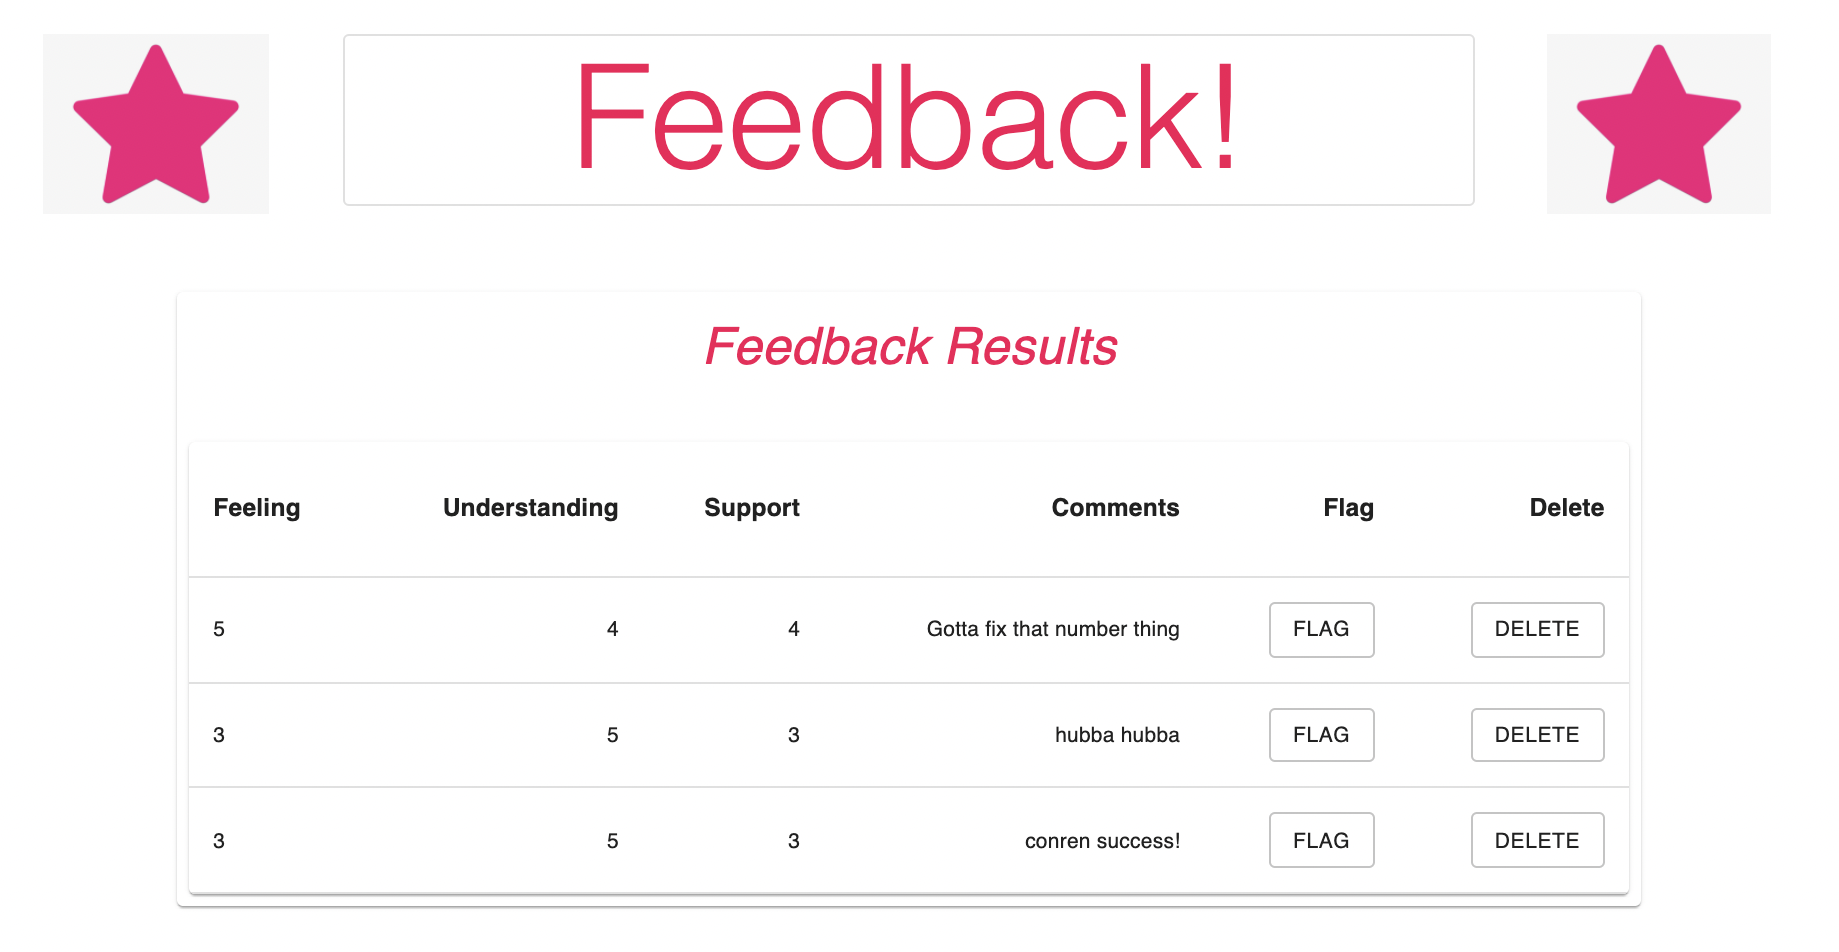 Feedback!
Feedback Results
Feeling Understanding Support Comments Flag Delete
5 4 4 Gotta fix that number thing FLAG DELETE
3 5 3 hubba hubba FLAG DELETE
3 5 3 conren success! FLAG DELETE